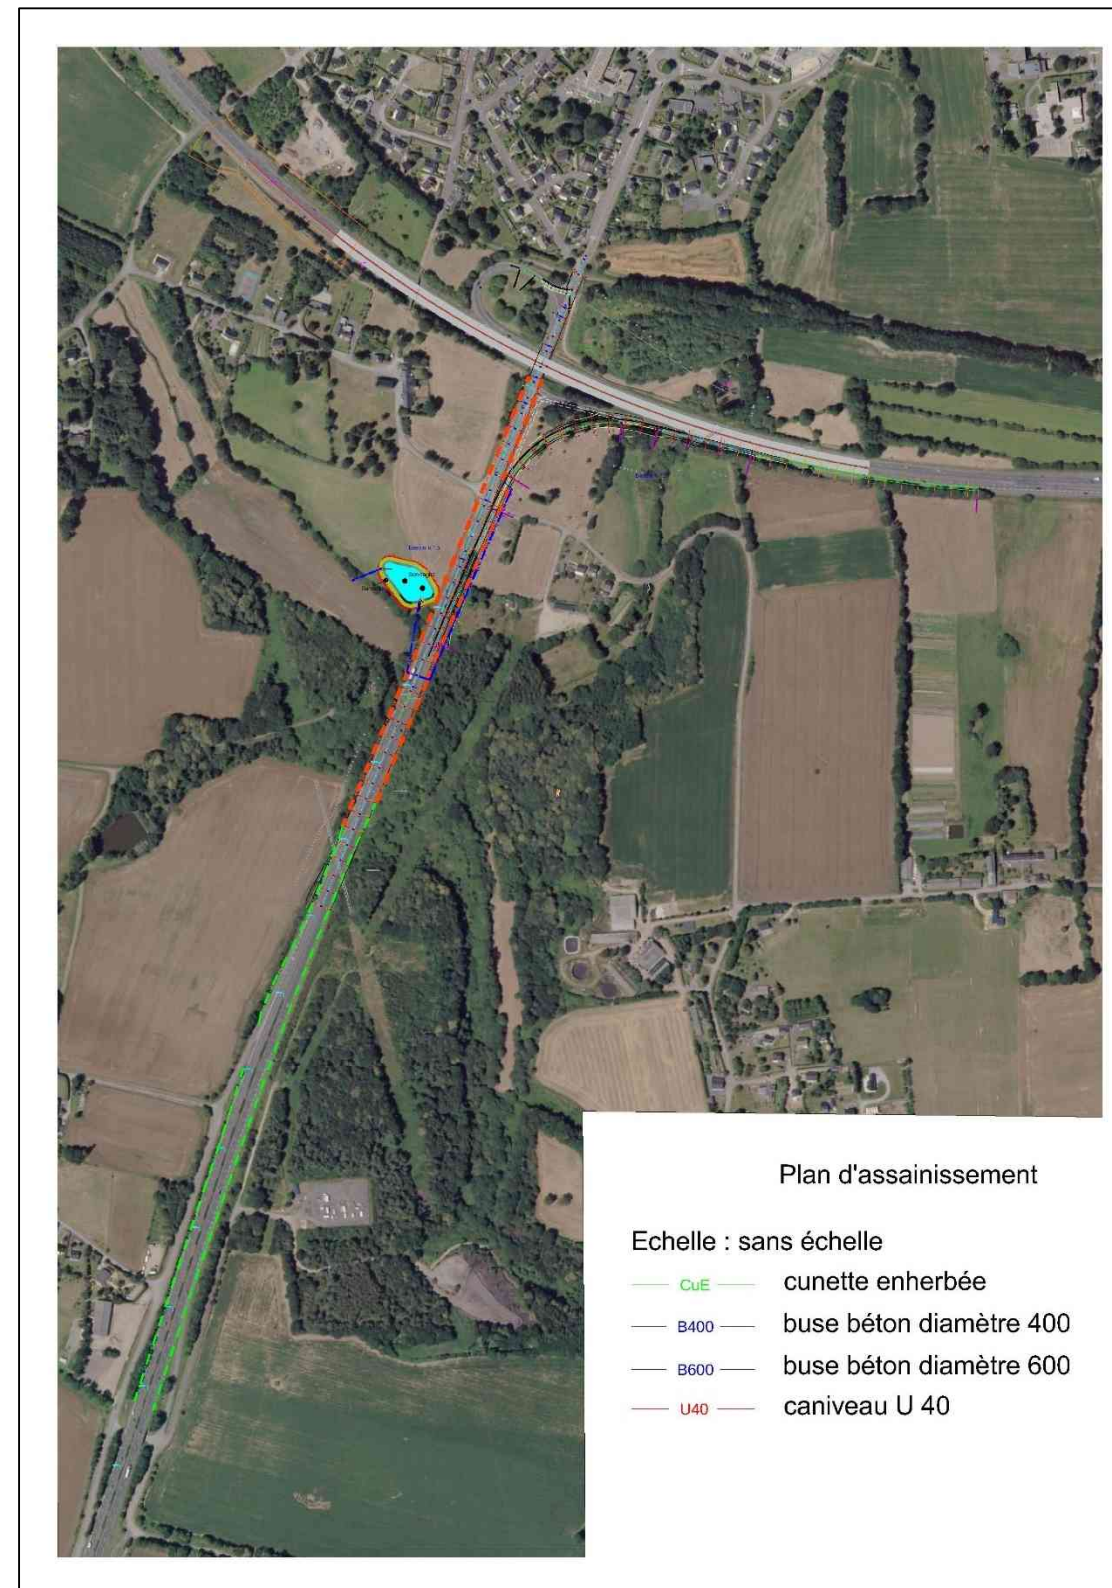 Plan d'assainissement
Echelle : sans échelle
CuE cunette enherbée
B400 buse béton diamètre 400
B600 buse béton diamètre 600
U40 caniveau U 40